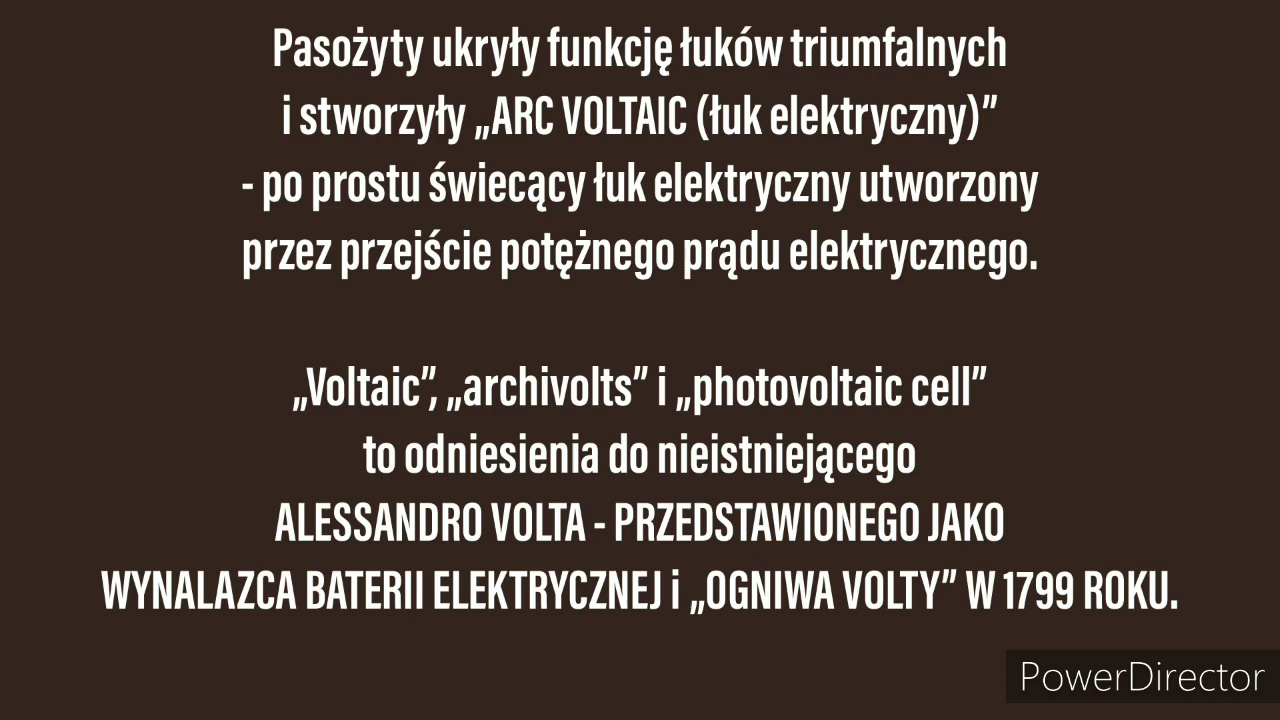 Pasożyty ukryły funkcję łuków triumfalnych
i stworzyły „ARC VOLTAIC (łuk elektryczny)”
- po prostu świecący łuk elektryczny utworzony
przez przejście potężnego prądu elektrycznego.
„Voltaic”, „archivolts” i „photovoltaic cell”
to odniesienia do nieistniejącego
ALESSANDRO VOLTA - PRZEDSTAWIONEGO JAKO
WYNALAZCA BATERII ELEKTRYCZNEJ i „OGNIWA VOLTY” W 1799 ROKU.
PowerDirector